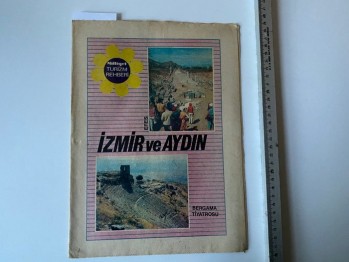 milliyet
TURİZM
REHBERİ
İZMİR ve AYDIN
BERGAMA
TİYATROSU